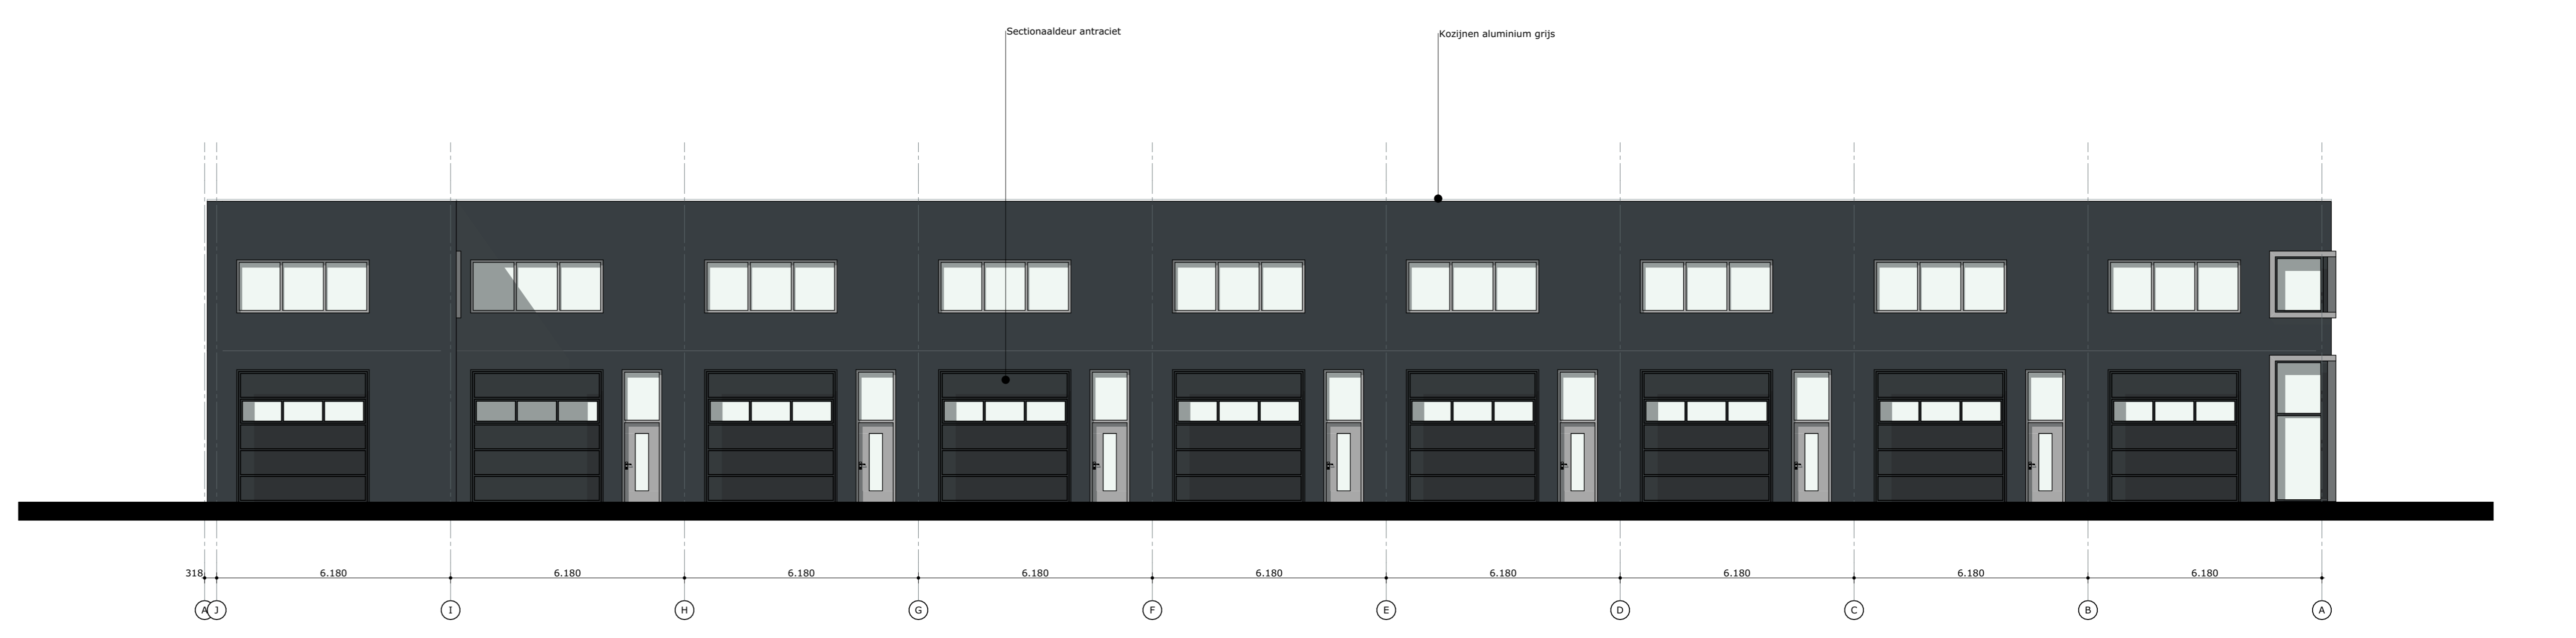 Sectionaaldeur antraciet
Kozijnen aluminium grijs
318 6.180 6.180 6.180 6.180 6.180 6.180 6.180 6.180 6.180
A J I H G F E D C B A